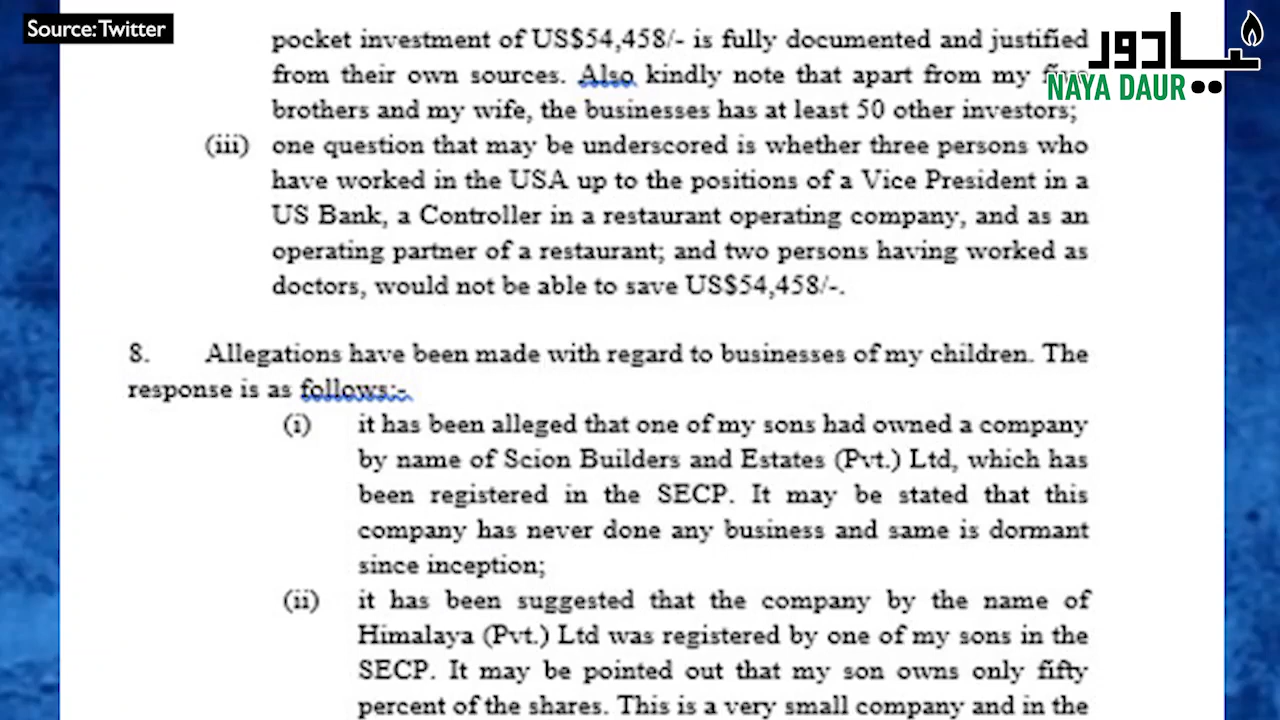 Source: Twitter
نیا دور
NAYA DAUR
pocket investment of US$54,458/- is fully documented and justified
from their own sources. Also kindly note that apart from my five
brothers and my wife, the businesses has at least 50 other investors;
(iii) one question that may be underscored is whether three persons who
have worked in the USA up to the positions of a Vice President in a
US Bank, a Controller in a restaurant operating company, and as an
operating partner of a restaurant; and two persons having worked as
doctors, would not be able to save US$54,458/-.
8. Allegations have been made with regard to businesses of my children. The
response is as follows:-
(i) it has been alleged that one of my sons had owned a company
by name of Scion Builders and Estates (Pvt.) Ltd, which has
been registered in the SECP. It may be stated that this
company has never done any business and same is dormant
since inception;
(ii) it has been suggested that the company by the name of
Himalaya (Pvt.) Ltd was registered by one of my sons in the
SECP. It may be pointed out that my son owns only fifty
percent of the shares. This is a very small company and in the